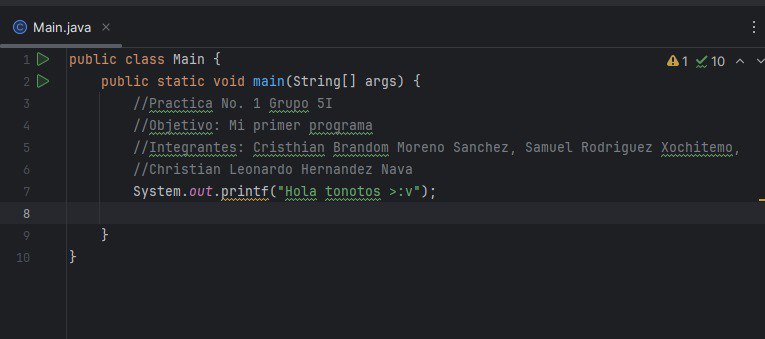 Main.java
1 public class Main { 1 10
2 public static void main(String[] args) {
3 //Practica No. 1 Grupo 5I
4 //Objetivo: Mi primer programa
5 //Integrantes: Cristhian Brandom Moreno Sanchez, Samuel Rodriguez Xochitemo,
6 //Christian Leonardo Hernandez Nava
7 System.out.printf("Hola tonotos >:v");
8
9 }
10 }